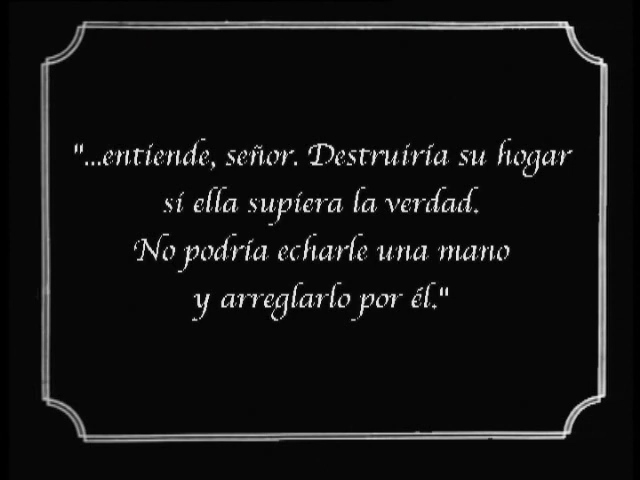 "...entiende, señor. Destruiría su hogar
si ella supiera la verdad.
No podría echarle una mano
y arreglarlo por él."